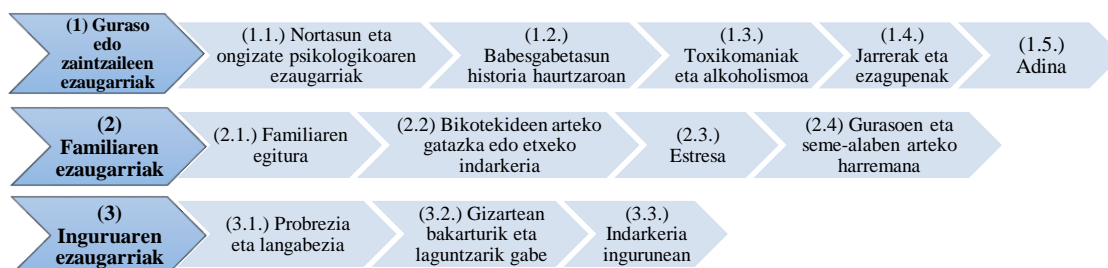 (1) Guraso
edo
zaintzaileen
ezaugarriak
(1.1.) Nortasun eta
ongizate psikologikoaren
ezaugarriak
(1.2.)
Babesgabetasun
historia haurtzaroan
(1.3.)
Toxikomaniak
eta alkoholismoa
(1.4.)
Jarrerak eta
ezagupenak
(1.5.)
Adina
(2)
Familiaren
ezaugarriak
(2.1.) Familiaren
egitura
(2.2) Bikotekideen arteko
gatazka edo etxeko
indarkeria
(2.3.)
Estresa
(2.4) Gurasoen eta
seme-alaben arteko
harremana
(3)
Inguruaren
ezaugarriak
(3.1.) Probrezia
eta langabezia
(3.2.) Gizartean
bakarturik eta
laguntzarik gabe
(3.3.)
Indarkeria
ingurunean